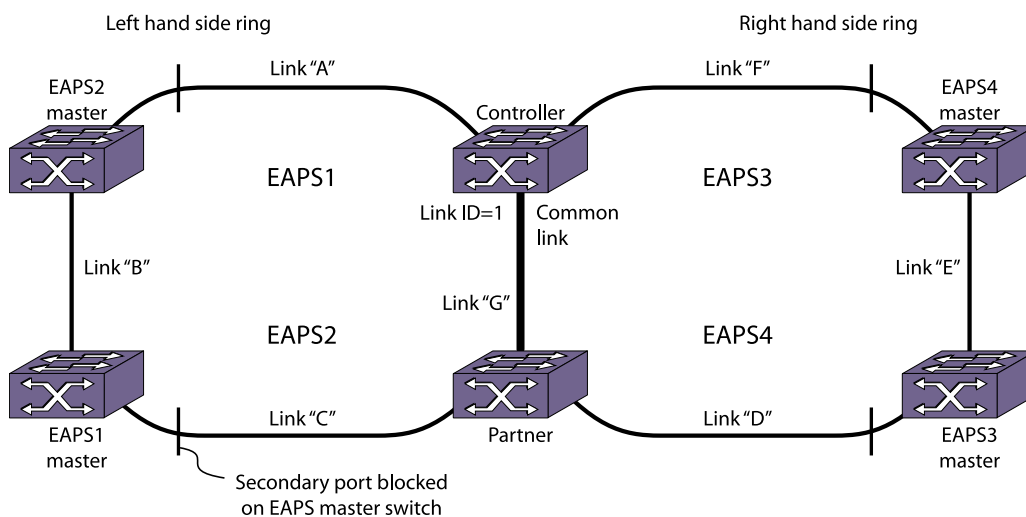 Left hand side ring
Right hand side ring
Link “A”
Link “F”
EAPS2
master
Controller
EAPS4
master
EAPS1
EAPS3
Link ID=1
Common
link
Link “B”
Link “E”
Link “G”
EAPS2
EAPS4
Link “C”
Link “D”
EAPS1
master
Partner
EAPS3
master
Secondary port blocked
on EAPS master switch